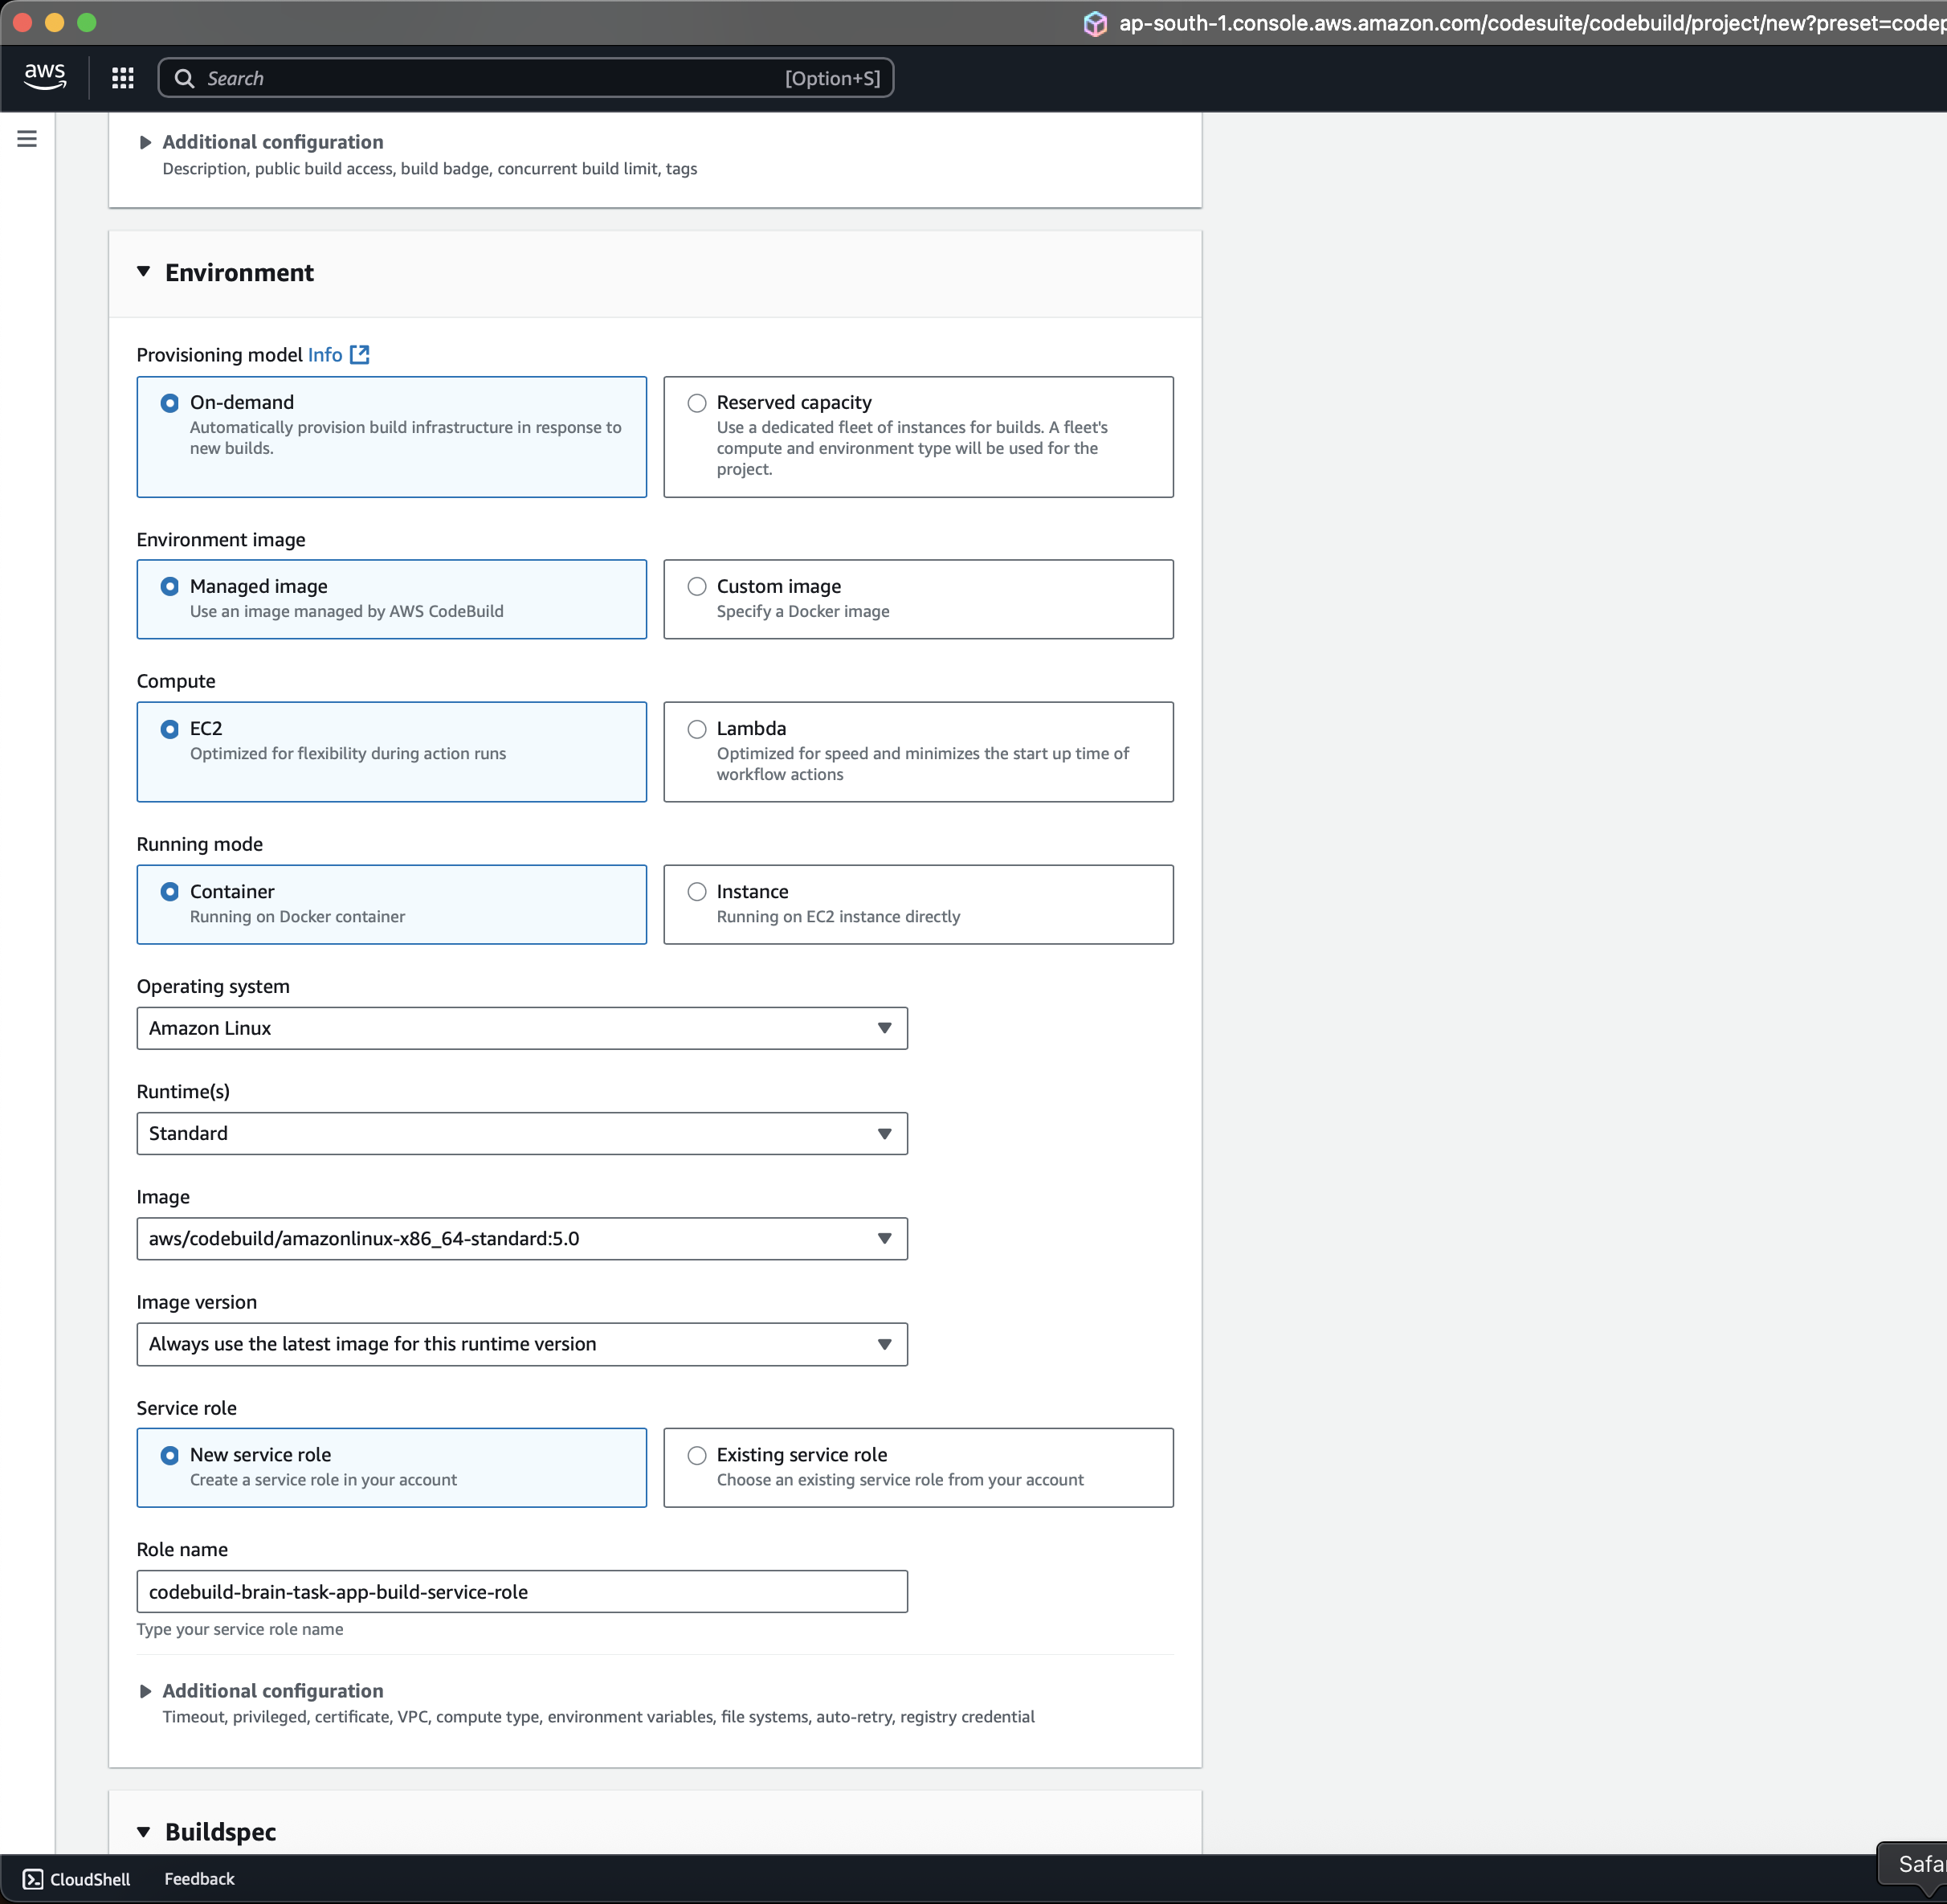 ap-south-1.console.aws.amazon.com/codesuite/codebuild/project/new?preset=codep
aws
Search
[Option+S]
Additional configuration
Description, public build access, build badge, concurrent build limit, tags
Environment
Provisioning model Info
On-demand
Automatically provision build infrastructure in response to
new builds.
Reserved capacity
Use a dedicated fleet of instances for builds. A fleet's
compute and environment type will be used for the
project.
Environment image
Managed image
Use an image managed by AWS CodeBuild
Custom image
Specify a Docker image
Compute
EC2
Optimized for flexibility during action runs
Lambda
Optimized for speed and minimizes the start up time of
workflow actions
Running mode
Container
Running on Docker container
Instance
Running on EC2 instance directly
Operating system
Amazon Linux
Runtime(s)
Standard
Image
aws/codebuild/amazonlinux-x86_64-standard:5.0
Image version
Always use the latest image for this runtime version
Service role
New service role
Create a service role in your account
Existing service role
Choose an existing service role from your account
Role name
codebuild-brain-task-app-build-service-role
Type your service role name
Additional configuration
Timeout, privileged, certificate, VPC, compute type, environment variables, file systems, auto-retry, registry credential
Buildspec
CloudShell
Feedback
Safa